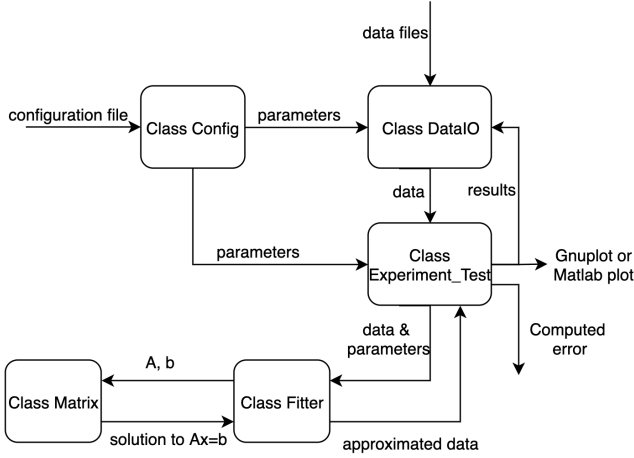 data files
configuration file
Class Config
parameters
Class DataIO
data
results
parameters
Class
Experiment_Test
Gnuplot or
Matlab plot
data &
parameters
Computed
error
Class Matrix
A, b
Class Fitter
solution to Ax=b
approximated data